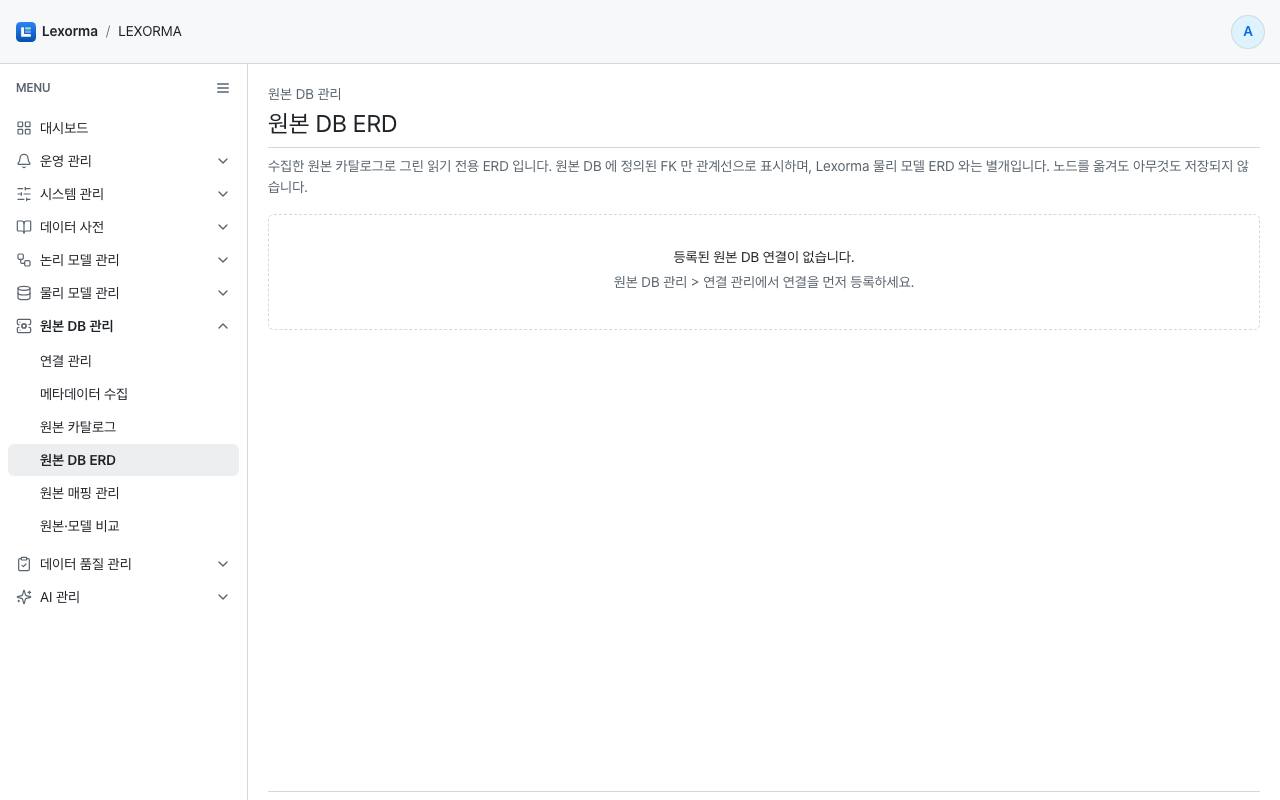 Lexorma / LEXORMA
A
MENU
대시보드
운영 관리
시스템 관리
데이터 사전
논리 모델 관리
물리 모델 관리
원본 DB 관리
연결 관리
메타데이터 수집
원본 카탈로그
원본 DB ERD
원본 매핑 관리
원본·모델 비교
데이터 품질 관리
AI 관리
원본 DB 관리
원본 DB ERD
수집한 원본 카탈로그로 그린 읽기 전용 ERD 입니다. 원본 DB 에 정의된 FK 만 관계선으로 표시하며, Lexorma 물리 모델 ERD 와는 별개입니다. 노드를 옮겨도 아무것도 저장되지 않
습니다.
등록된 원본 DB 연결이 없습니다.
원본 DB 관리 > 연결 관리에서 연결을 먼저 등록하세요.